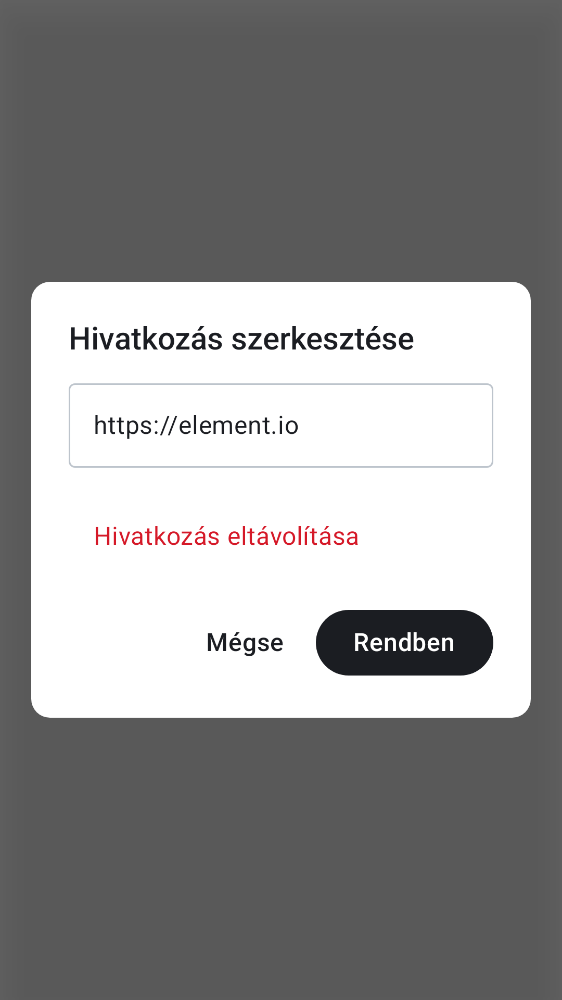 Hivatkozás szerkesztése
https://element.io
Hivatkozás eltávolítása
Mégse
Rendben